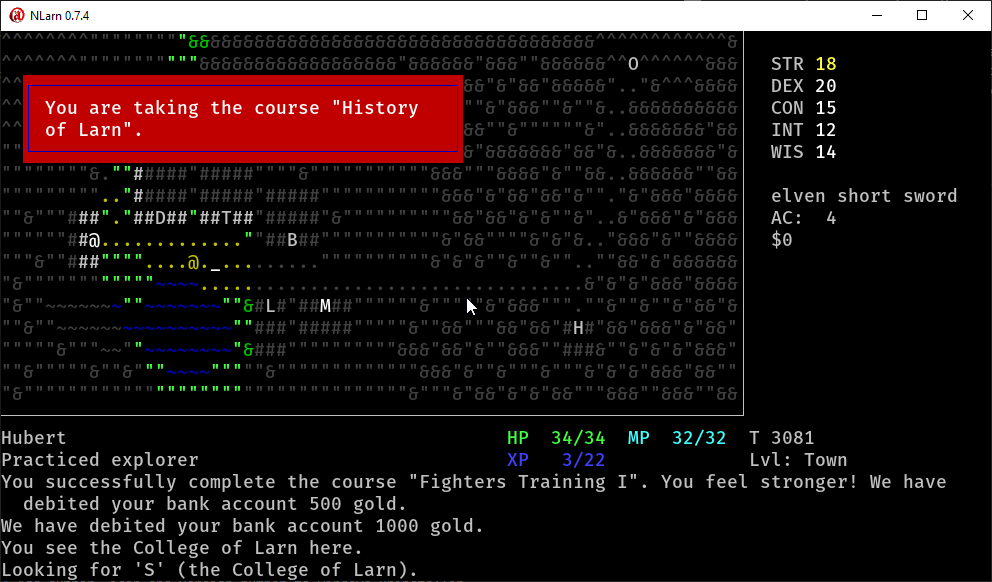 NLarn 0.7.4
You are taking the course "History
of Larn".
STR 18
DEX 20
CON 15
INT 12
WIS 14
elven short sword
AC:  4
$0
Hubert HP 34/34 MP 32/32 T 3081
Practiced explorer XP 3/22 Lvl: Town
You successfully complete the course "Fighters Training I". You feel stronger! We have
debited your bank account 500 gold.
We have debited your bank account 1000 gold.
You see the College of Larn here.
Looking for 'S' (the College of Larn).